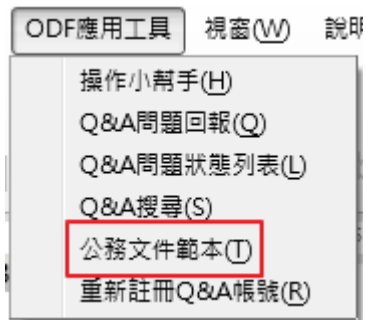 ODF應用工具 視窗(W) 說明
操作小幫手(H)
Q&A問題回報(Q)
Q&A問題狀態列表(L)
Q&A搜尋(S)
公務文件範本(T)
重新註冊Q&A帳號(R)